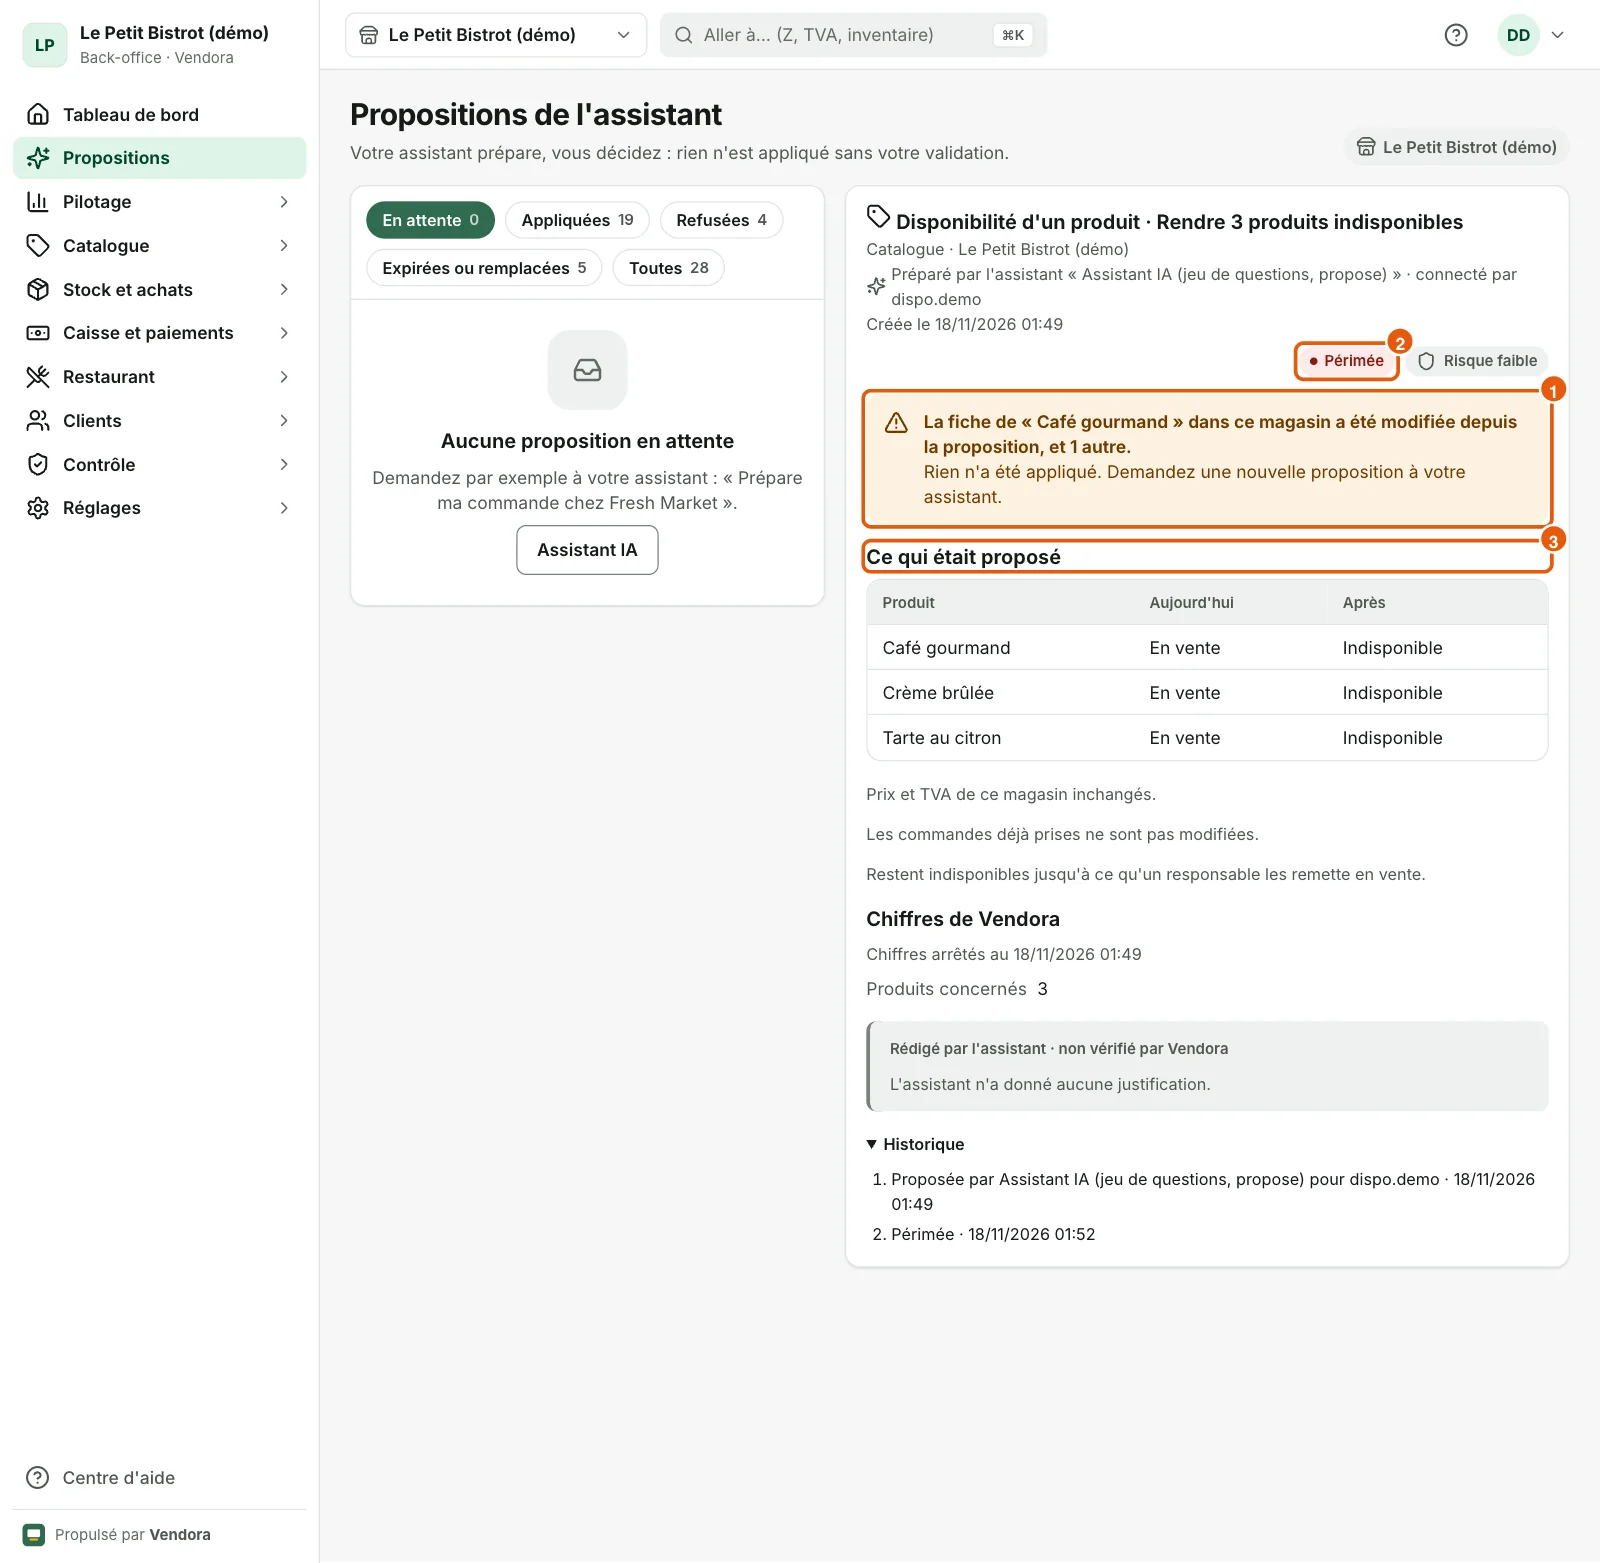 LP
Le Petit Bistrot (démo)
Back-office · Vendora
Tableau de bord
Propositions
Pilotage
Catalogue
Stock et achats
Caisse et paiements
Restaurant
Clients
Contrôle
Réglages
Centre d'aide
Propulsé par Vendora
Le Petit Bistrot (démo)
Aller à... (Z, TVA, inventaire)
⌘K
DD
Propositions de l'assistant
Votre assistant prépare, vous décidez : rien n'est appliqué sans votre validation.
Le Petit Bistrot (démo)
En attente 0
Appliquées 19
Refusées 4
Expirées ou remplacées 5
Toutes 28
Aucune proposition en attente
Demandez par exemple à votre assistant : « Prépare
ma commande chez Fresh Market ».
Assistant IA
Disponibilité d'un produit · Rendre 3 produits indisponibles
Catalogue · Le Petit Bistrot (démo)
Préparé par l'assistant « Assistant IA (jeu de questions, propose) » · connecté par
dispo.demo
Créée le 18/11/2026 01:49
Périmée
2
Risque faible
1
La fiche de « Café gourmand » dans ce magasin a été modifiée depuis
la proposition, et 1 autre.
Rien n'a été appliqué. Demandez une nouvelle proposition à votre
assistant.
3
Ce qui était proposé
Produit Aujourd'hui Après
Café gourmand En vente Indisponible
Crème brûlée En vente Indisponible
Tarte au citron En vente Indisponible
Prix et TVA de ce magasin inchangés.
Les commandes déjà prises ne sont pas modifiées.
Restent indisponibles jusqu'à ce qu'un responsable les remette en vente.
Chiffres de Vendora
Chiffres arrêtés au 18/11/2026 01:49
Produits concernés 3
Rédigé par l'assistant · non vérifié par Vendora
L'assistant n'a donné aucune justification.
Historique
1. Proposée par Assistant IA (jeu de questions, propose) pour dispo.demo · 18/11/2026
01:49
2. Périmée · 18/11/2026 01:52